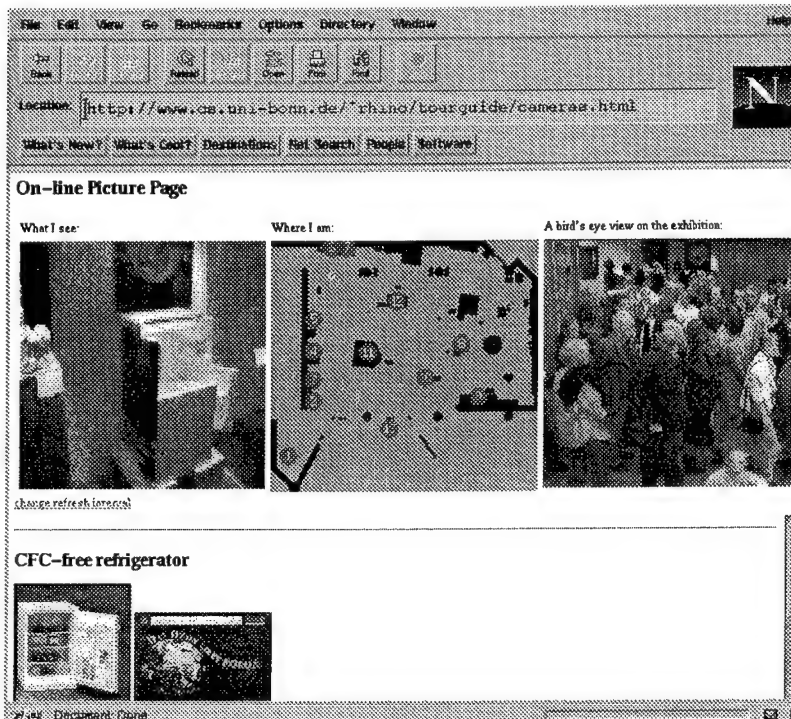 File Edit View Go Bookmarks Options Directory Window Help
Back Reload Open Print Find
Location: http://www.cs.uni-bonn.de/~rhino/tourguide/cameras.html
N
What's New? What's Cool? Destinations Net Search People Software
On-line Picture Page
What I see: Where I am: A bird's eye view on the exhibition:
12
11
change refresh interval
CFC-free refrigerator
Document: Done